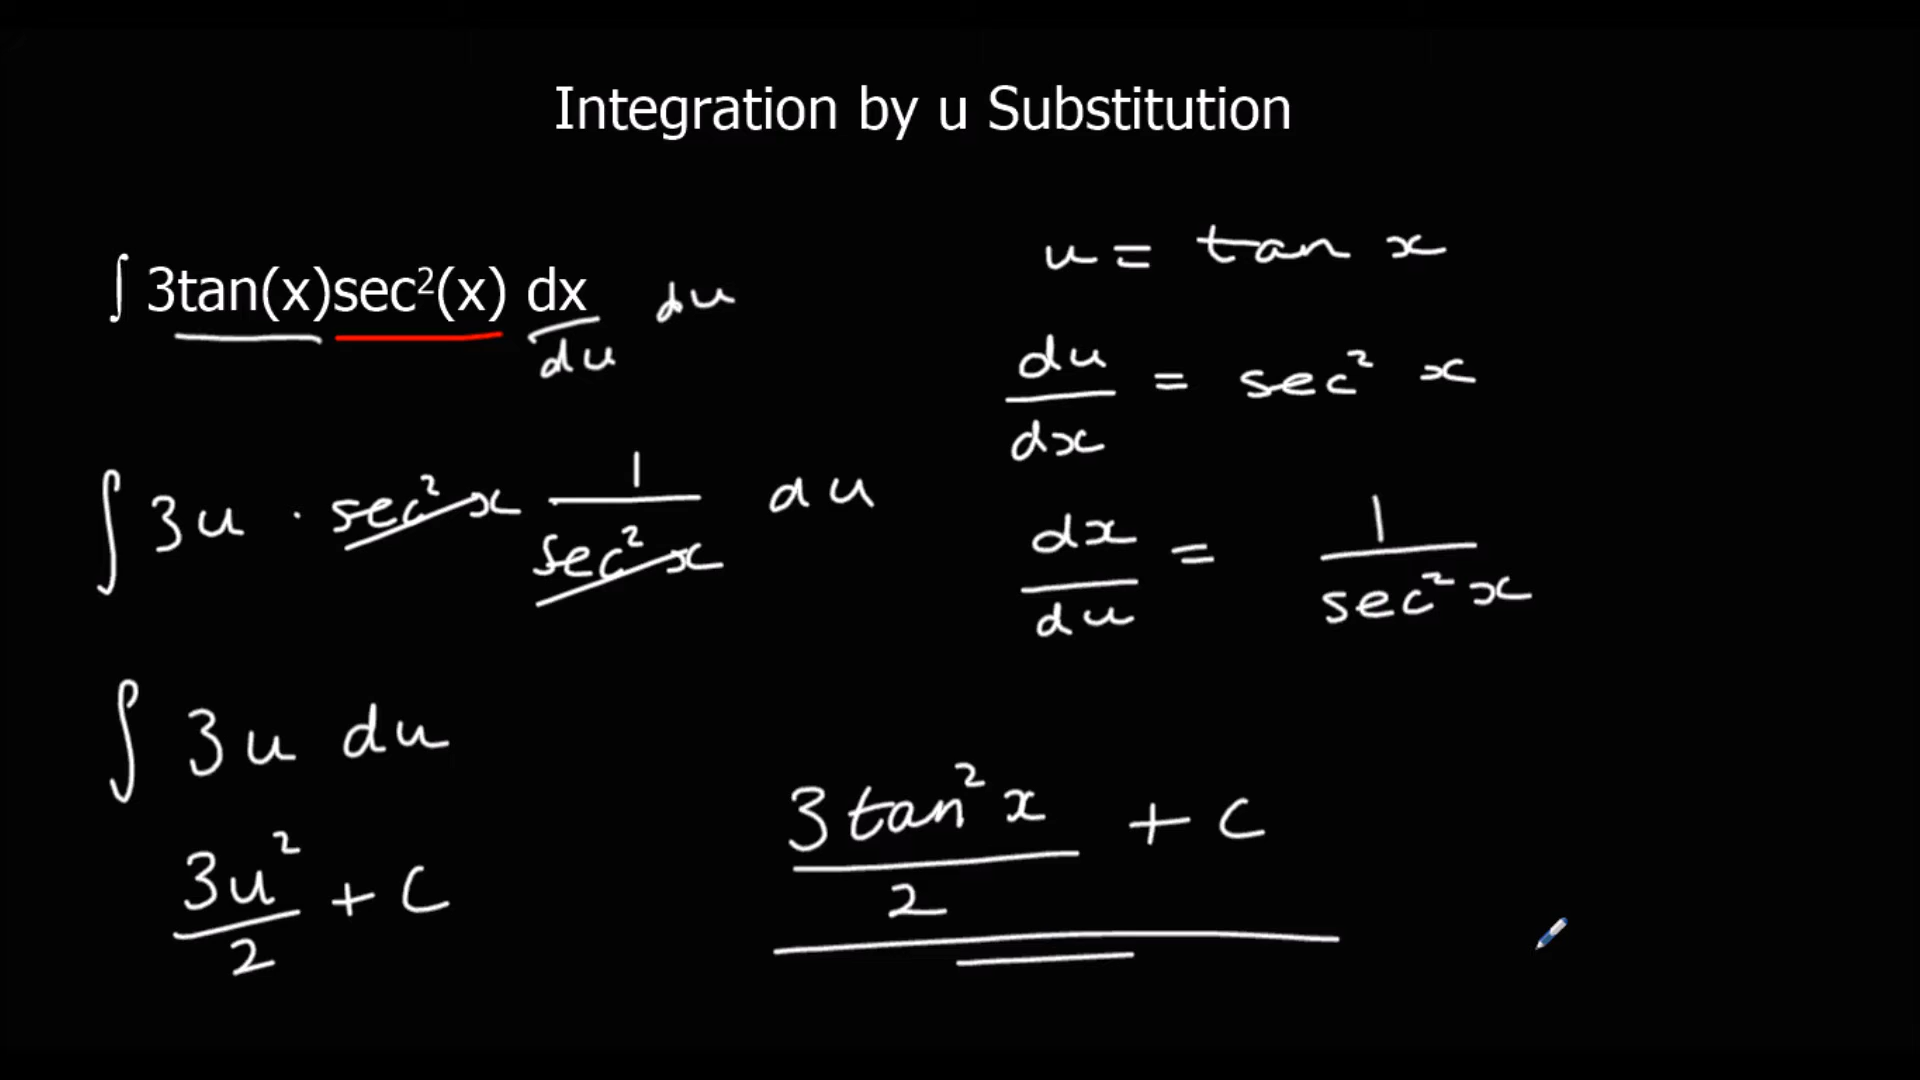 Integration by u Substitution
∫ 3tan(x)sec²(x) dx/du du
∫ 3u · sec²x 1/sec²x du
∫ 3u du
3u²/2 + c
u = tan x
du/dx = sec² x
dx/du = 1/sec²x
3tan²x/2 + c